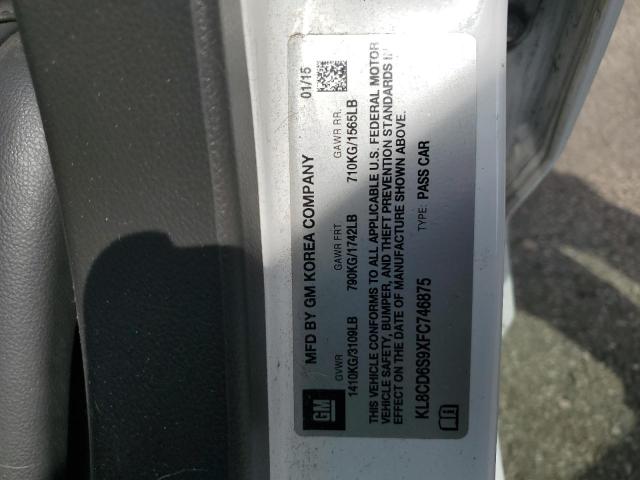 GM
MFD BY GM KOREA COMPANY 01/15
GVWR GAWR FRT GAWR RR.
1410KG/3109LB 790KG/1742LB 710KG/1565LB
THIS VEHICLE CONFORMS TO ALL APPLICABLE U.S. FEDERAL MOTOR
VEHICLE SAFETY, BUMPER, AND THEFT PREVENTION STANDARDS IN
EFFECT ON THE DATE OF MANUFACTURE SHOWN ABOVE.
KL8CD6S9XFC746875 TYPE: PASS CAR